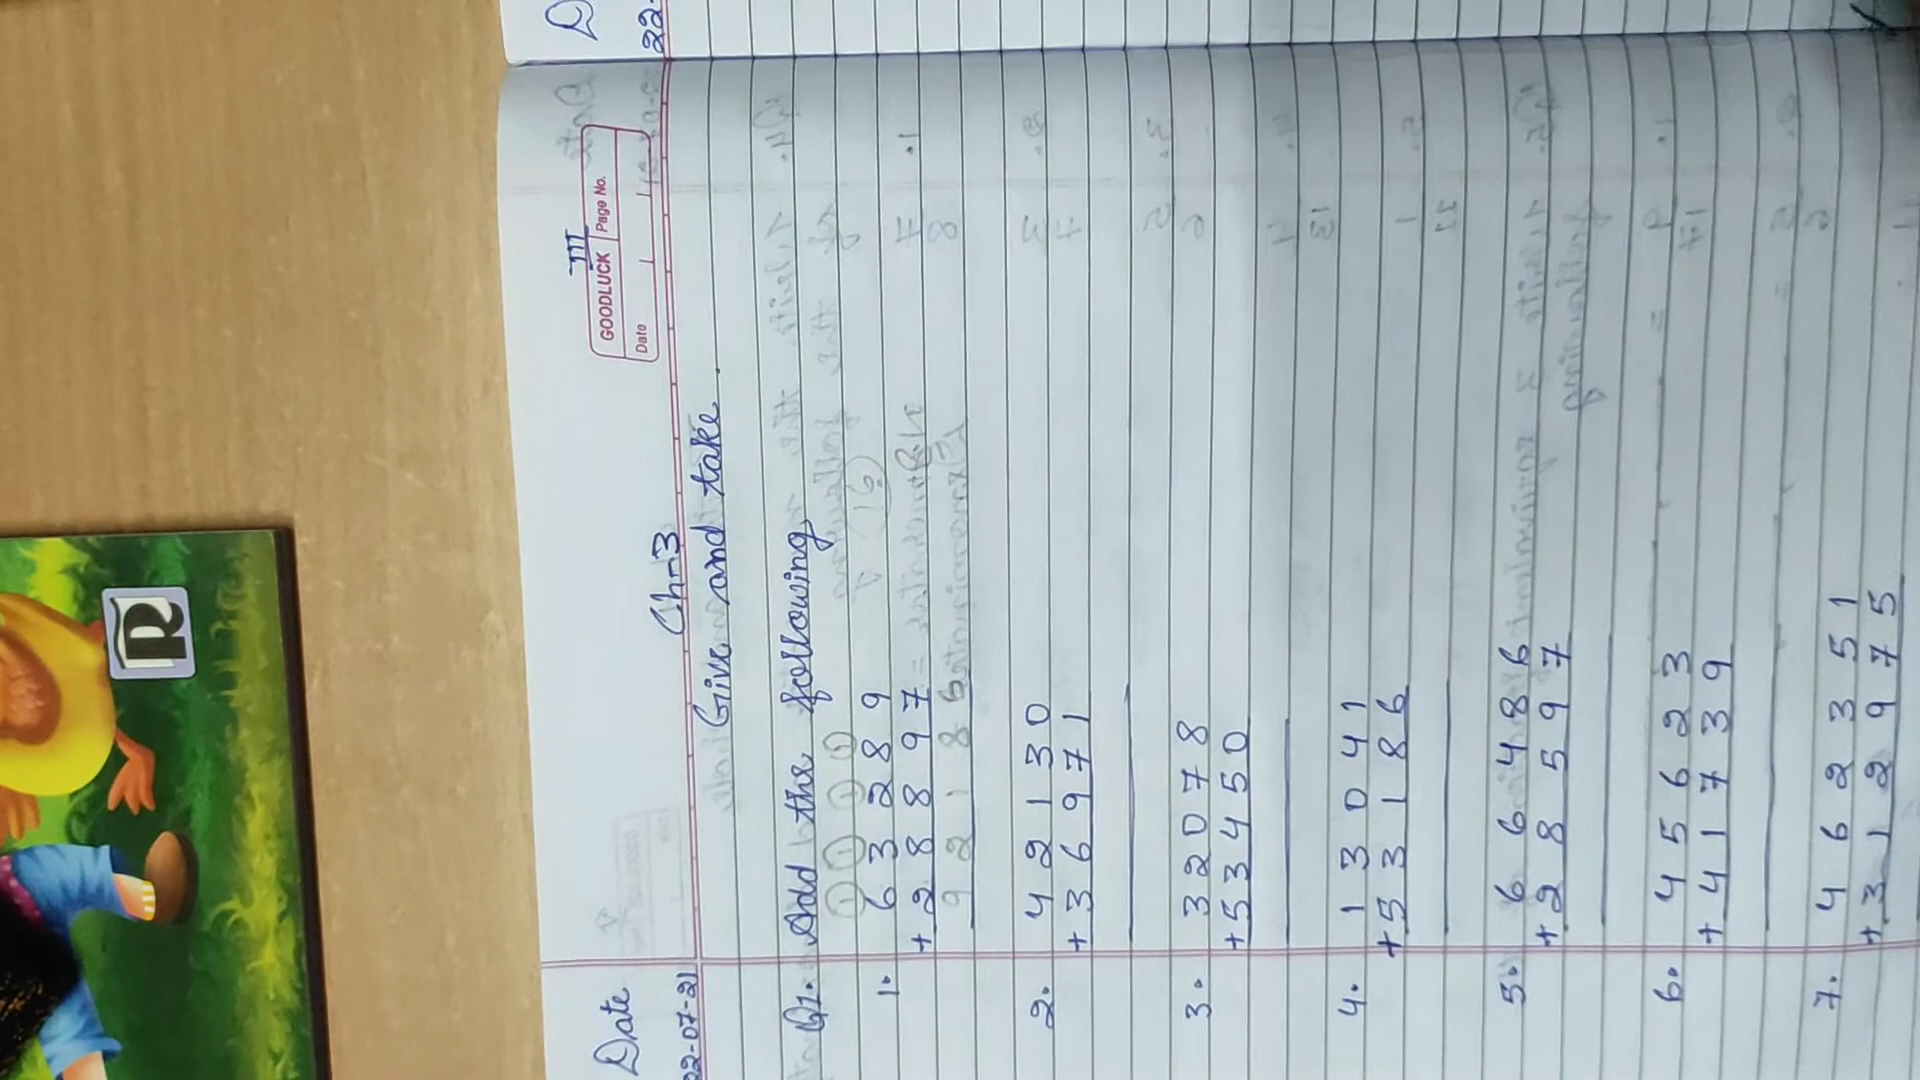 III
GOODLUCK Page No.
Date
Date
22-07-21
Ch-3
Give and take
Q1. Add the following
1. 6 3 2 8 9
+ 2 8 8 9 7
9 2 1 8 6
2. 4 2 1 3 0
+ 3 6 9 7 1
3. 3 2 0 7 8
+ 5 3 4 5 0
4. 1 3 0 4 1
+ 5 3 1 8 6
5. 6 6 4 8 6
+ 2 8 5 9 7
6. 4 5 6 2 3
+ 4 1 7 3 9
7. 4 6 2 3 5 1
+ 3 1 2 9 7 5
D
22-
R